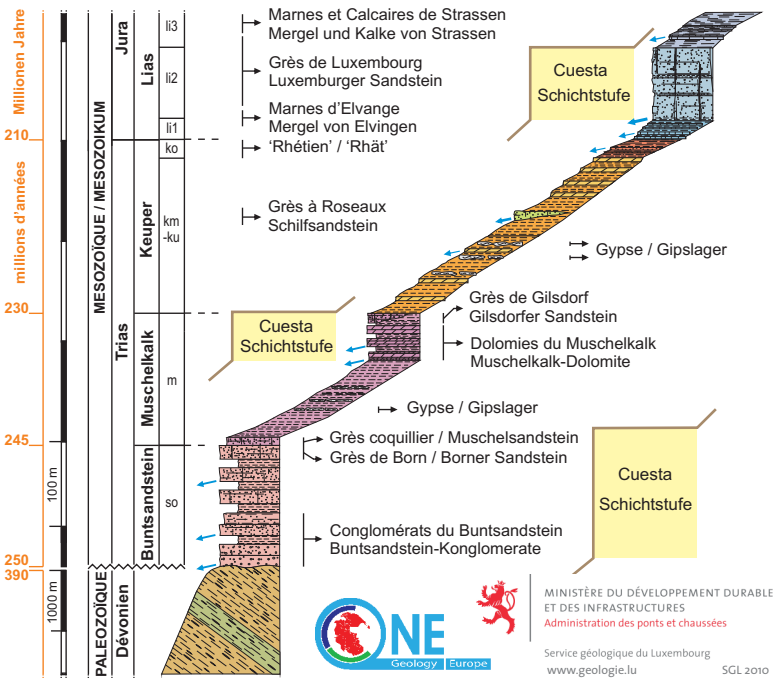 Millionen Jahre
millions d'années
210
230
245
250
390
100 m
1000 m
MESOZOÏQUE / MESOZOIKUM
PALEOZOÏQUE
Jura
Trias
Dévonien
Lias
Keuper
Muschelkalk
Buntsandstein
li3
li2
li1
ko
km
-ku
m
so
Marnes et Calcaires de Strassen
Mergel und Kalke von Strassen
Grès de Luxembourg
Luxemburger Sandstein
Marnes d'Elvange
Mergel von Elvingen
'Rhétien' / 'Rhät'
Grès à Roseaux
Schilfsandstein
Cuesta
Schichtstufe
Gypse / Gipslager
Grès de Gilsdorf
Gilsdorfer Sandstein
Cuesta
Schichtstufe
Dolomies du Muschelkalk
Muschelkalk-Dolomite
Gypse / Gipslager
Grès coquillier / Muschelsandstein
Grès de Born / Borner Sandstein
Cuesta
Schichtstufe
Conglomérats du Buntsandstein
Buntsandstein-Konglomerate
ONE
Geology Europe
MINISTÈRE DU DÉVELOPPEMENT DURABLE
ET DES INFRASTRUCTURES
Administration des ponts et chaussées
Service géologique du Luxembourg
www.geologie.lu SGL 2010